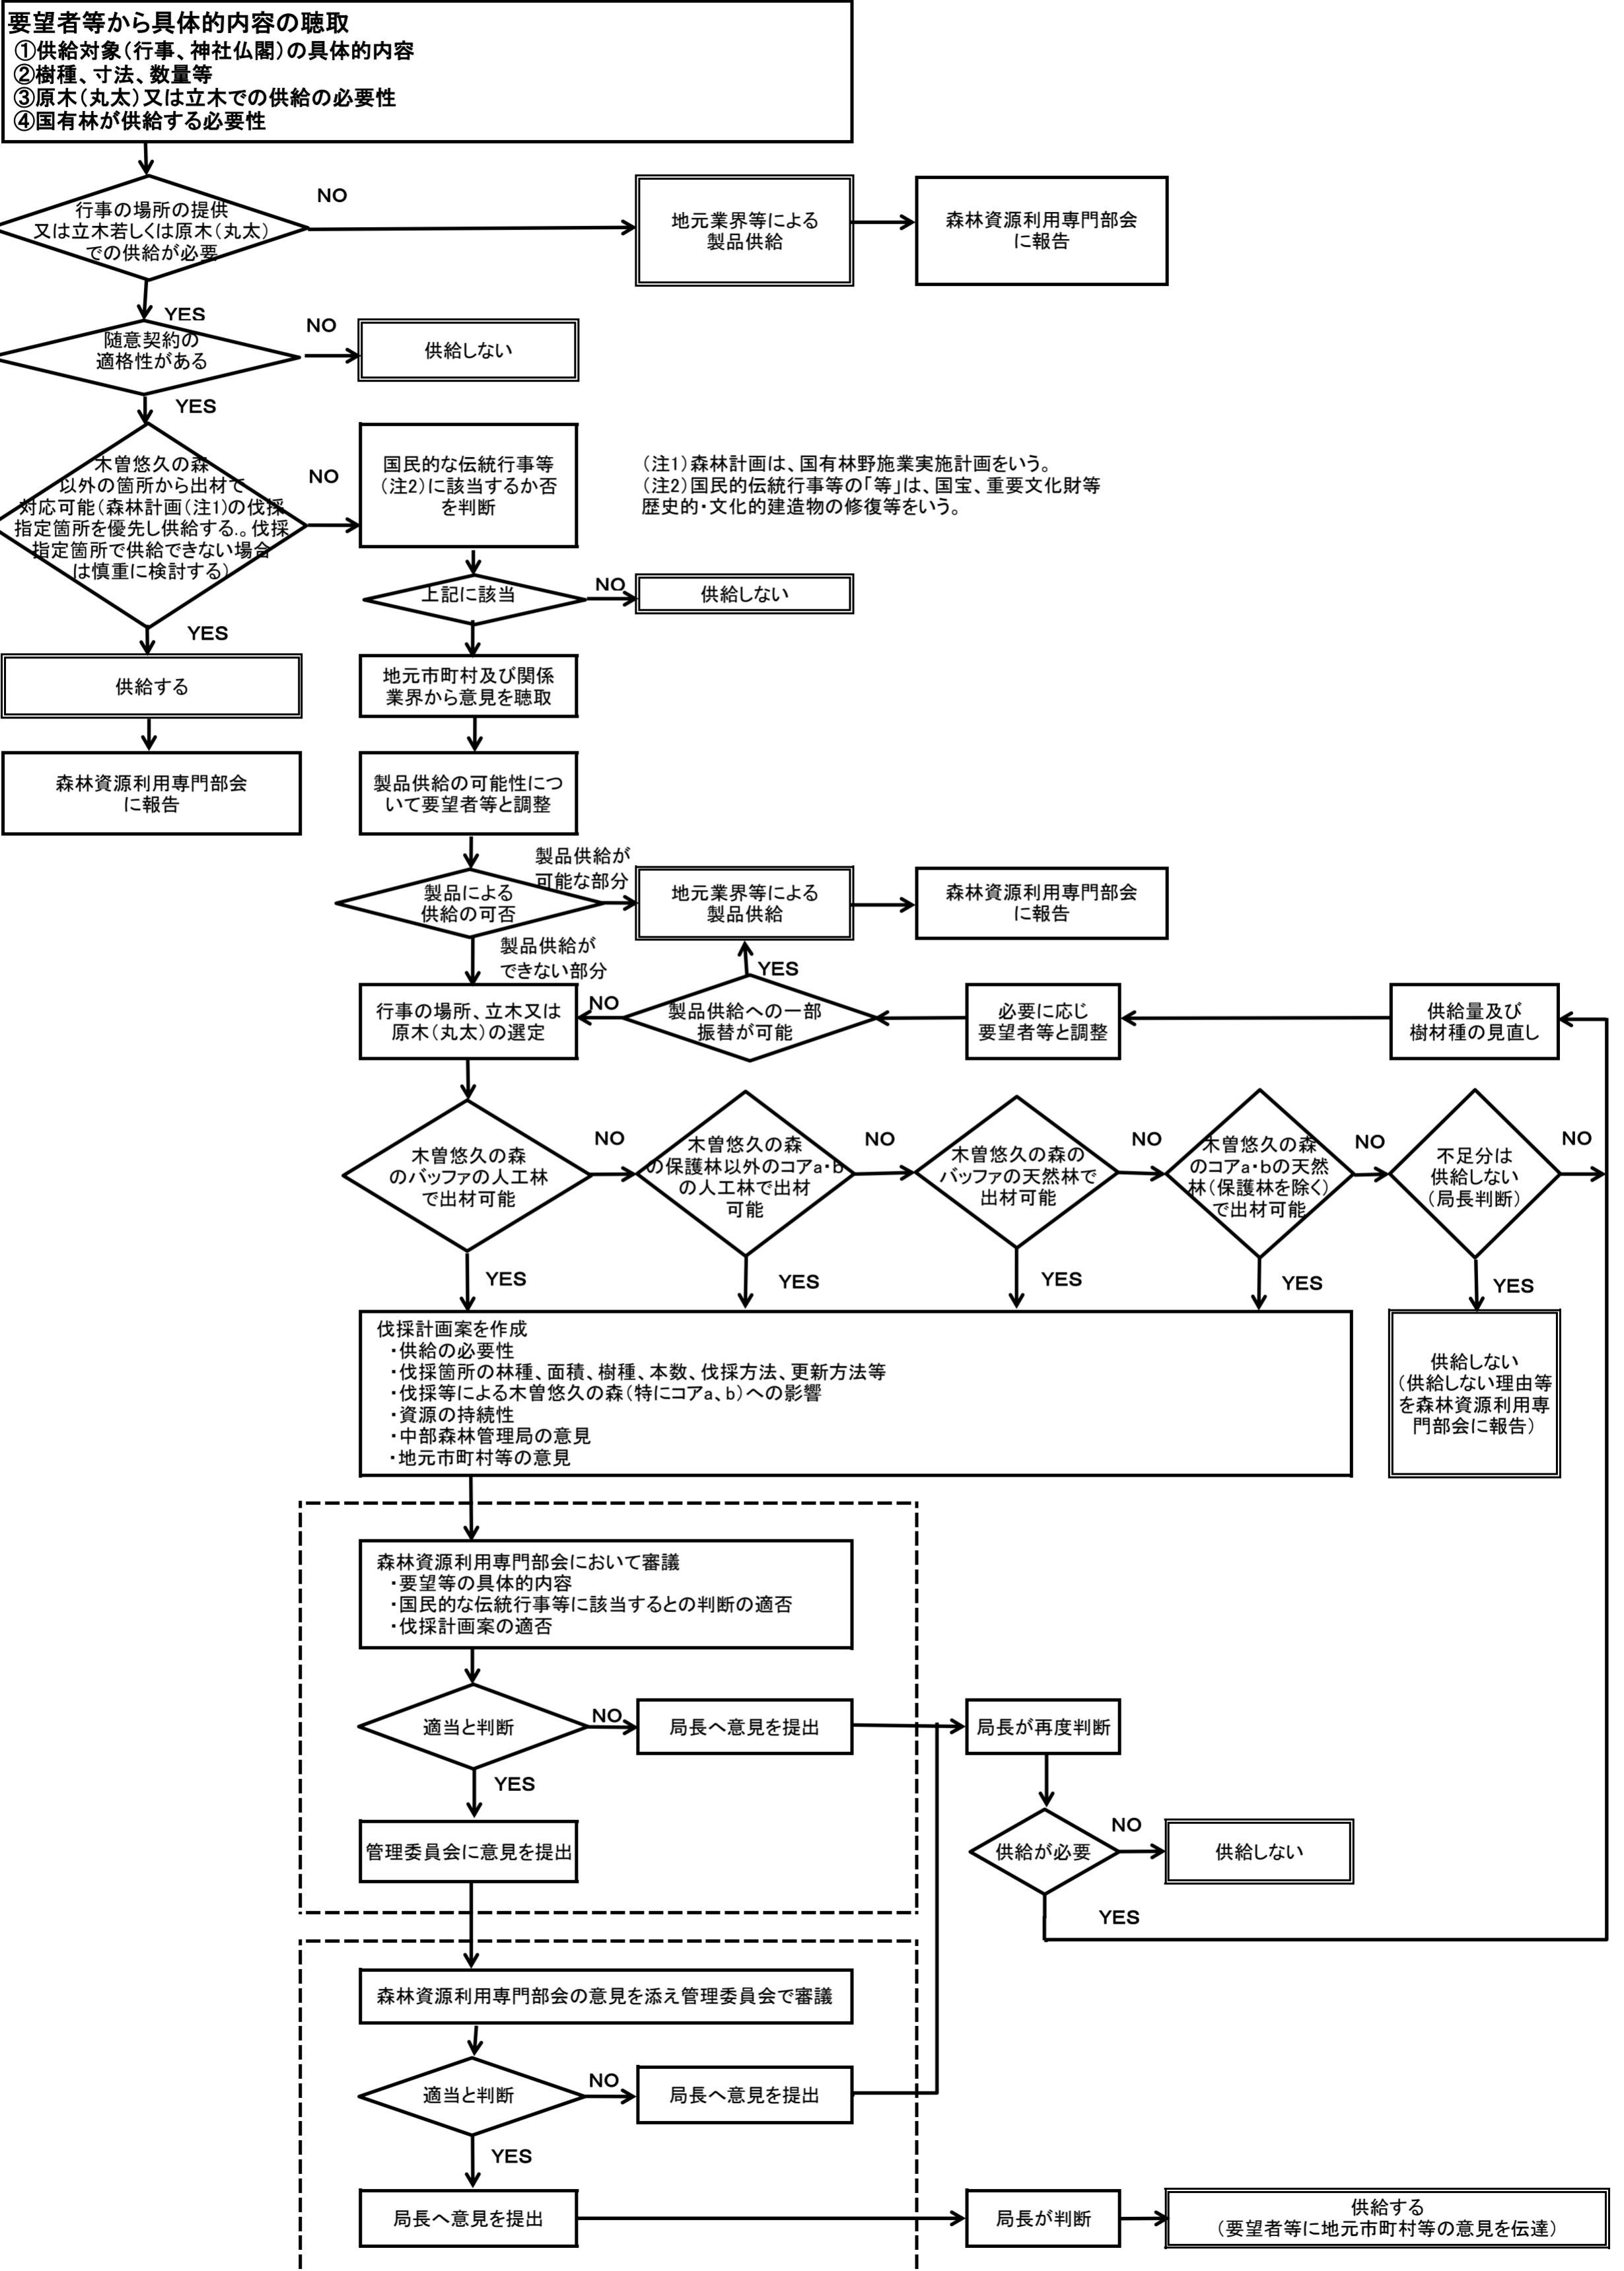 要望者等から具体的内容の聴取
①供給対象（行事、神社仏閣）の具体的内容
②樹種、寸法、数量等
③原木（丸太）又は立木での供給の必要性
④国有林が供給する必要性
行事の場所の提供
又は立木若しくは原木（丸太）
での供給が必要
NO
地元業界等による
製品供給
森林資源利用専門部会
に報告
YES
随意契約の
適格性がある
NO
供給しない
YES
木曽悠久の森
以外の箇所から出材で
対応可能（森林計画（注1）の伐採
指定箇所を優先し供給する.。伐採
指定箇所で供給できない場合
は慎重に検討する）
NO
国民的な伝統行事等
（注2）に該当するか否
を判断
（注1）森林計画は、国有林野施業実施計画をいう。
（注2）国民的伝統行事等の「等」は、国宝、重要文化財等
歴史的・文化的建造物の修復等をいう。
上記に該当
NO
供給しない
YES
供給する
地元市町村及び関係
業界から意見を聴取
森林資源利用専門部会
に報告
製品供給の可能性につ
いて要望者等と調整
製品による
供給の可否
製品供給が
可能な部分
地元業界等による
製品供給
森林資源利用専門部会
に報告
製品供給が
できない部分
YES
行事の場所、立木又は
原木（丸太）の選定
NO
製品供給への一部
振替が可能
必要に応じ
要望者等と調整
供給量及び
樹材種の見直し
木曽悠久の森
のバッファの人工林
で出材可能
NO
木曽悠久の森
の保護林以外のコアa・b
の人工林で出材
可能
NO
木曽悠久の森の
バッファの天然林で
出材可能
NO
木曽悠久の森
のコアa・bの天然
林（保護林を除く）
で出材可能
NO
不足分は
供給しない
（局長判断）
NO
YES
YES
YES
YES
YES
伐採計画案を作成
・供給の必要性
・伐採箇所の林種、面積、樹種、本数、伐採方法、更新方法等
・伐採等による木曽悠久の森（特にコアa、b）への影響
・資源の持続性
・中部森林管理局の意見
・地元市町村等の意見
供給しない
（供給しない理由等
を森林資源利用専
門部会に報告）
森林資源利用専門部会において審議
・要望等の具体的内容
・国民的な伝統行事等に該当するとの判断の適否
・伐採計画案の適否
適当と判断
NO
局長へ意見を提出
局長が再度判断
YES
管理委員会に意見を提出
供給が必要
NO
供給しない
YES
森林資源利用専門部会の意見を添え管理委員会で審議
適当と判断
NO
局長へ意見を提出
YES
局長へ意見を提出
局長が判断
供給する
（要望者等に地元市町村等の意見を伝達）